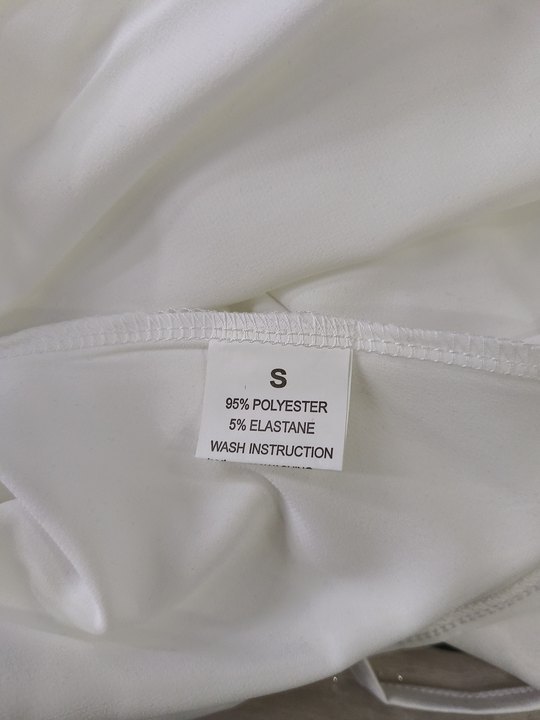 S
95% POLYESTER
5% ELASTANE
WASH INSTRUCTION